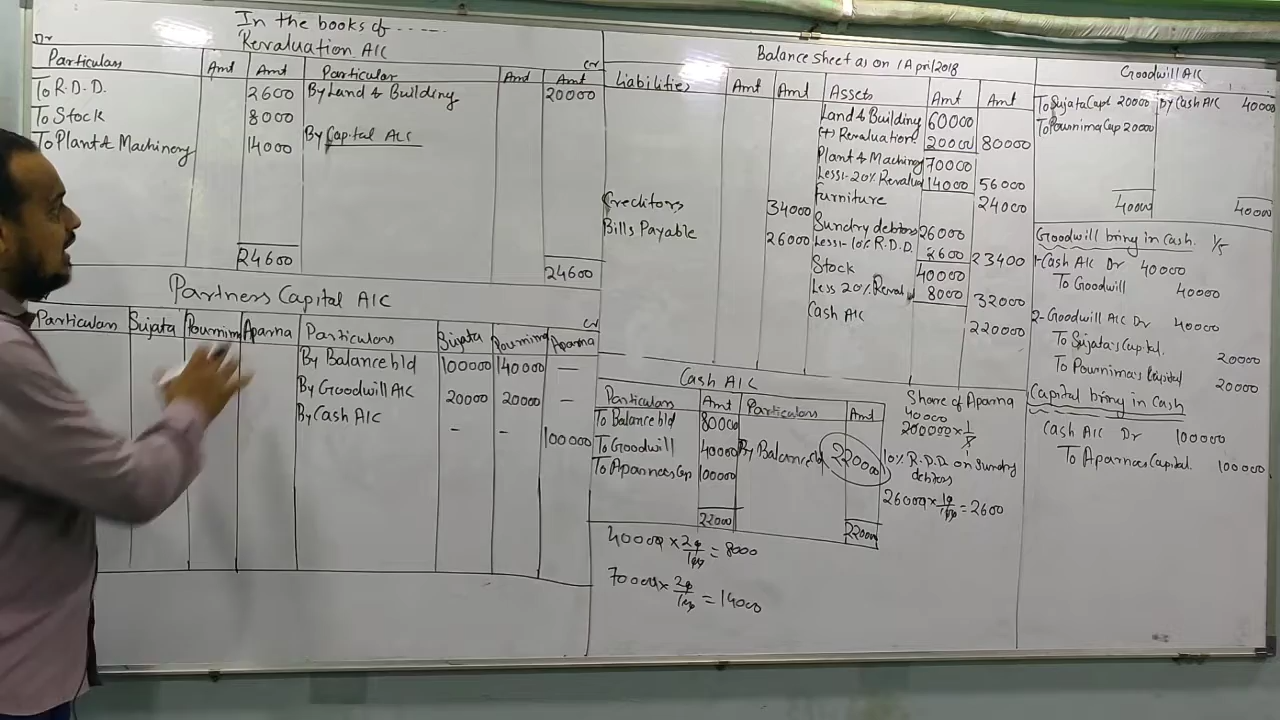 In the books of -----
Revaluation A/C
Dr
Cr
Particulars Amt Amt Particular Amt Amt
To R.D.D. 2600 By Land & Building 20000
To Stock 8000
To Plant & Machinery 14000 By Capital A/C
24600 24600
Partners Capital A/C
Cr
Particulars Sujata Pournima Aparna Particulars Sujata Pournima Aparna
By Balance b/d 100000 140000 —
By Goodwill A/C 20000 20000 —
By Cash A/C - - 100000
Balance Sheet as on 1 April 2018
Liabilities Amt Amt Assets Amt Amt
Land & Building 60000
(+) Revaluation 20000 80000
Plant & Machinery 70000
Less:- 20% Revalu 14000 56000
Creditors 34000 Furniture 24000
Bills Payable 26000 Sundry debtors 26000
Less:- 10% R.D.D. 2600 23400
Stock 40000
Less 20% Reval 8000 32000
Cash A/C 220000
Cash A/C
Particulars Amt Particulars Amt
To Balance b/d 80000
To Goodwill 40000 By Balance c/d 220000
To Aparnas Cap 100000
22000 22000
40000 × 20/100 = 8000
70000 × 20/100 = 14000
Share of Aparna
40000
200000 × 1/5
10% R.D.D on Sundry
debtors
26000 × 10/100 = 2600
Goodwill A/C
To Sujata Capt 20000 By Cash A/C 40000
To Pournima Cap 20000
40000 40000
Goodwill bring in Cash. 1/5
1- Cash A/C Dr 40000
To Goodwill 40000
2- Goodwill A/C Dr 40000
To Sujata's Capital. 20000
To Pournima's Capital 20000
Capital bring in Cash
Cash A/C Dr 100000
To Aparnas Capital. 100000